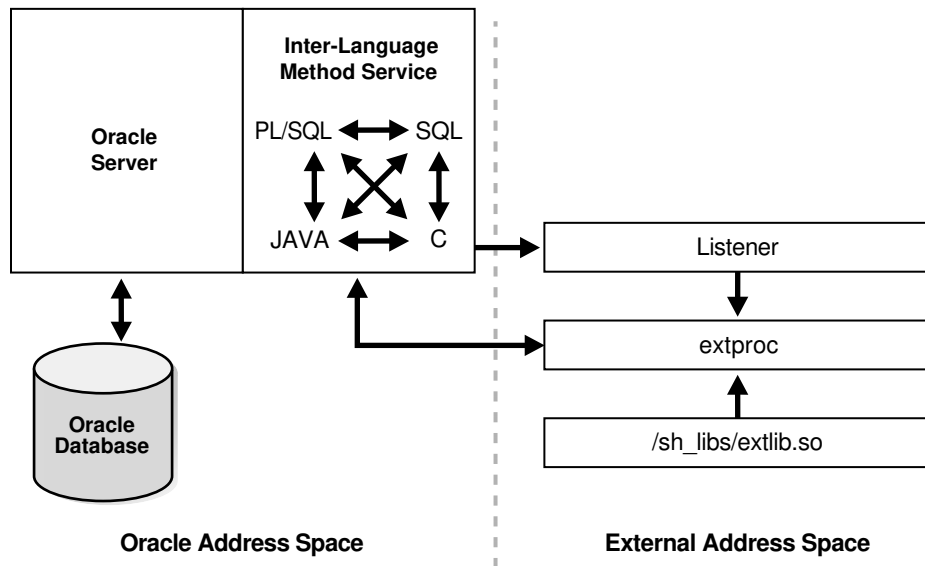 Inter-Language
Method Service
Oracle
Server
PL/SQL SQL
JAVA C
Listener
extproc
/sh_libs/extlib.so
Oracle
Database
Oracle Address Space
External Address Space